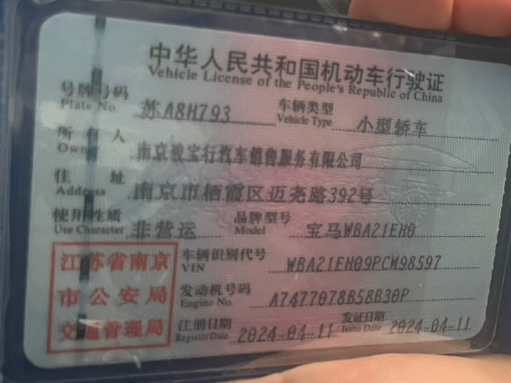 中华人民共和国机动车行驶证
Vehicle License of the People's Republic of China
号牌号码 苏A8H793 车辆类型 小型轿车
Plate No. Vehicle Type
所有人 南京骏宝行汽车销售服务有限公司
Owner
住址 南京市栖霞区迈尧路392号
Address
使用性质 非营运 品牌型号 宝马WBA21EH0
Use Character Model
江苏省南京 车辆识别代号 WBA21EH09PCM98597
VIN
市公安局 发动机号码 A7477078B58B30P
Engine No.
交通管理局 注册日期 2024-04-11 发证日期 2024-04-11
Register Date Issue Date